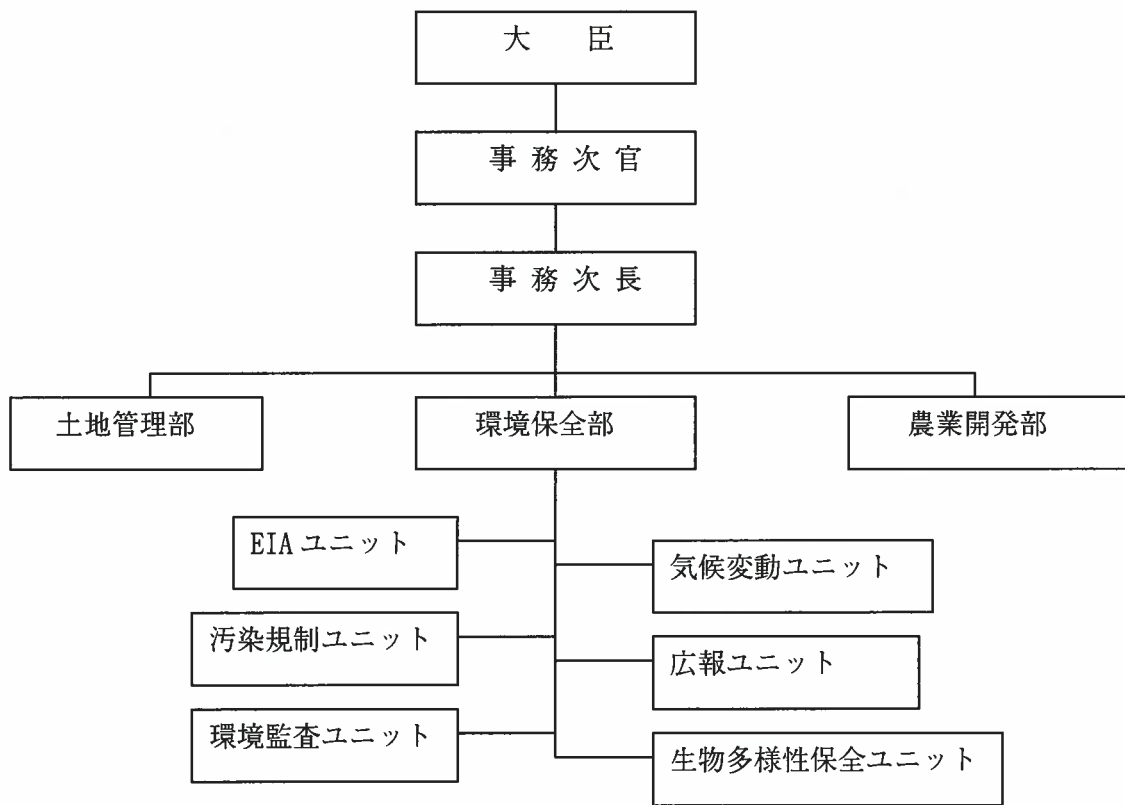 大　　臣
事 務 次 官
事 務 次 長
土地管理部
環境保全部
農業開発部
EIA ユニット
気候変動ユニット
汚染規制ユニット
広報ユニット
環境監査ユニット
生物多様性保全ユニット